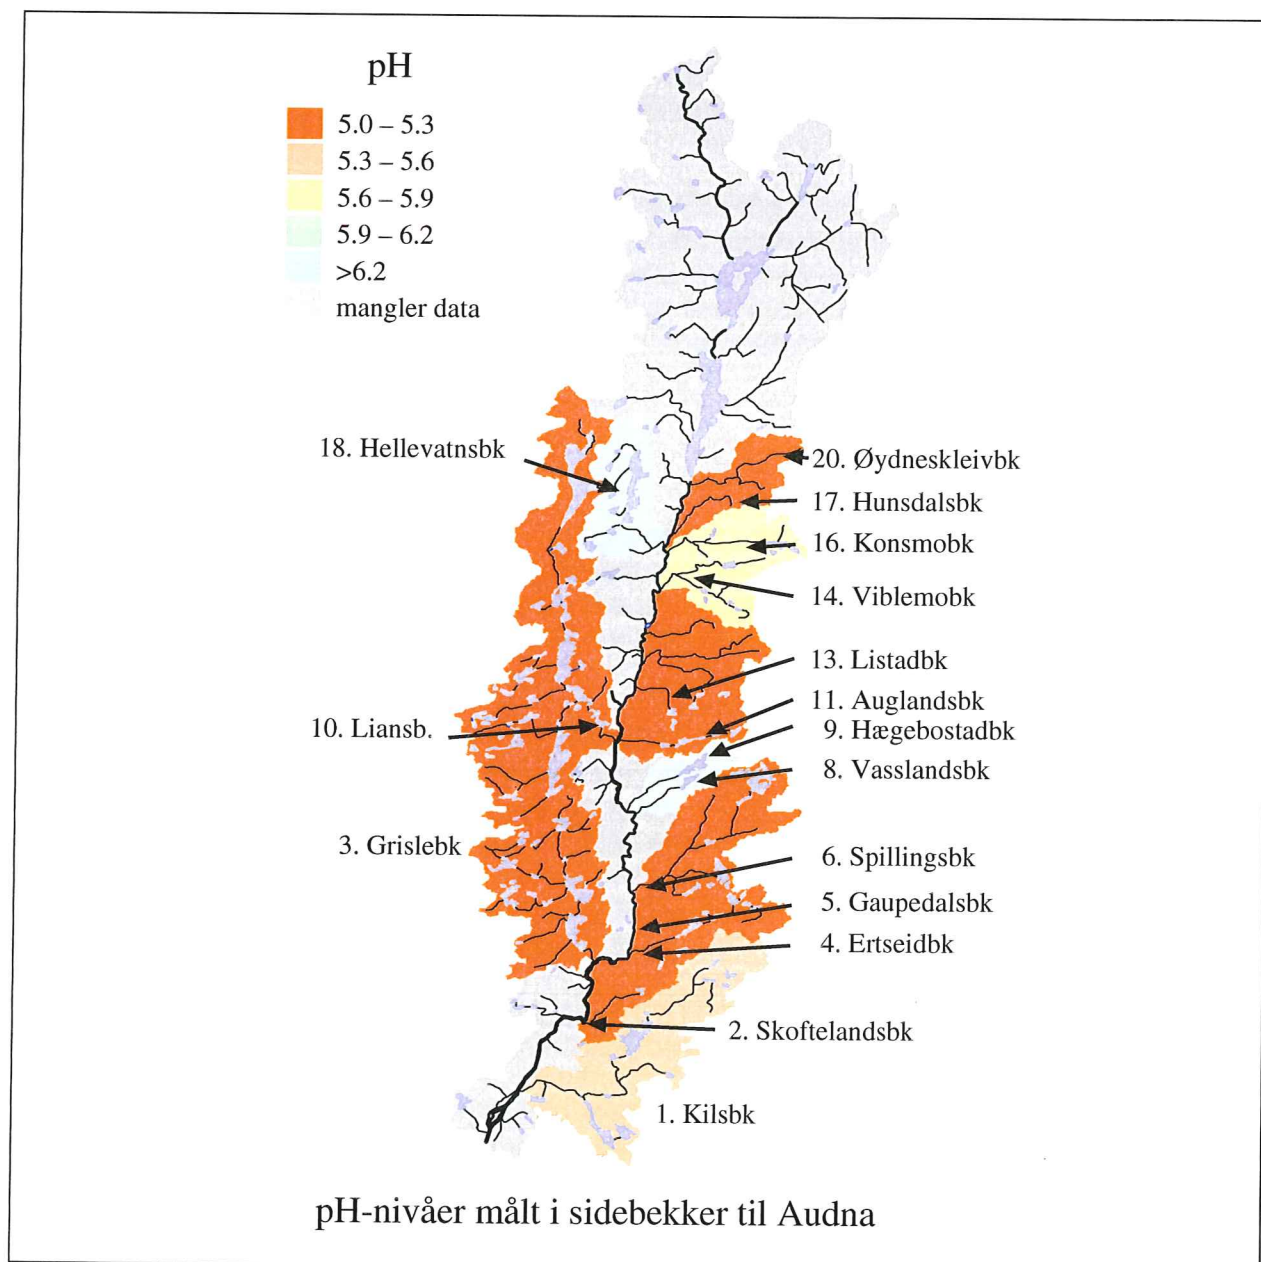 pH
5.0 – 5.3
5.3 – 5.6
5.6 – 5.9
5.9 – 6.2
>6.2
mangler data
18. Hellevatnsbk
20. Øydneskleivbk
17. Hunsdalsbk
16. Konsmobk
14. Viblemobk
13. Listadbk
11. Auglandsbk
10. Liansb.
9. Hægebostadbk
8. Vasslandsbk
3. Grislebk
6. Spillingsbk
5. Gaupedalsbk
4. Ertseidbk
2. Skoftelandsbk
1. Kilsbk
pH-nivåer målt i sidebekker til Audna